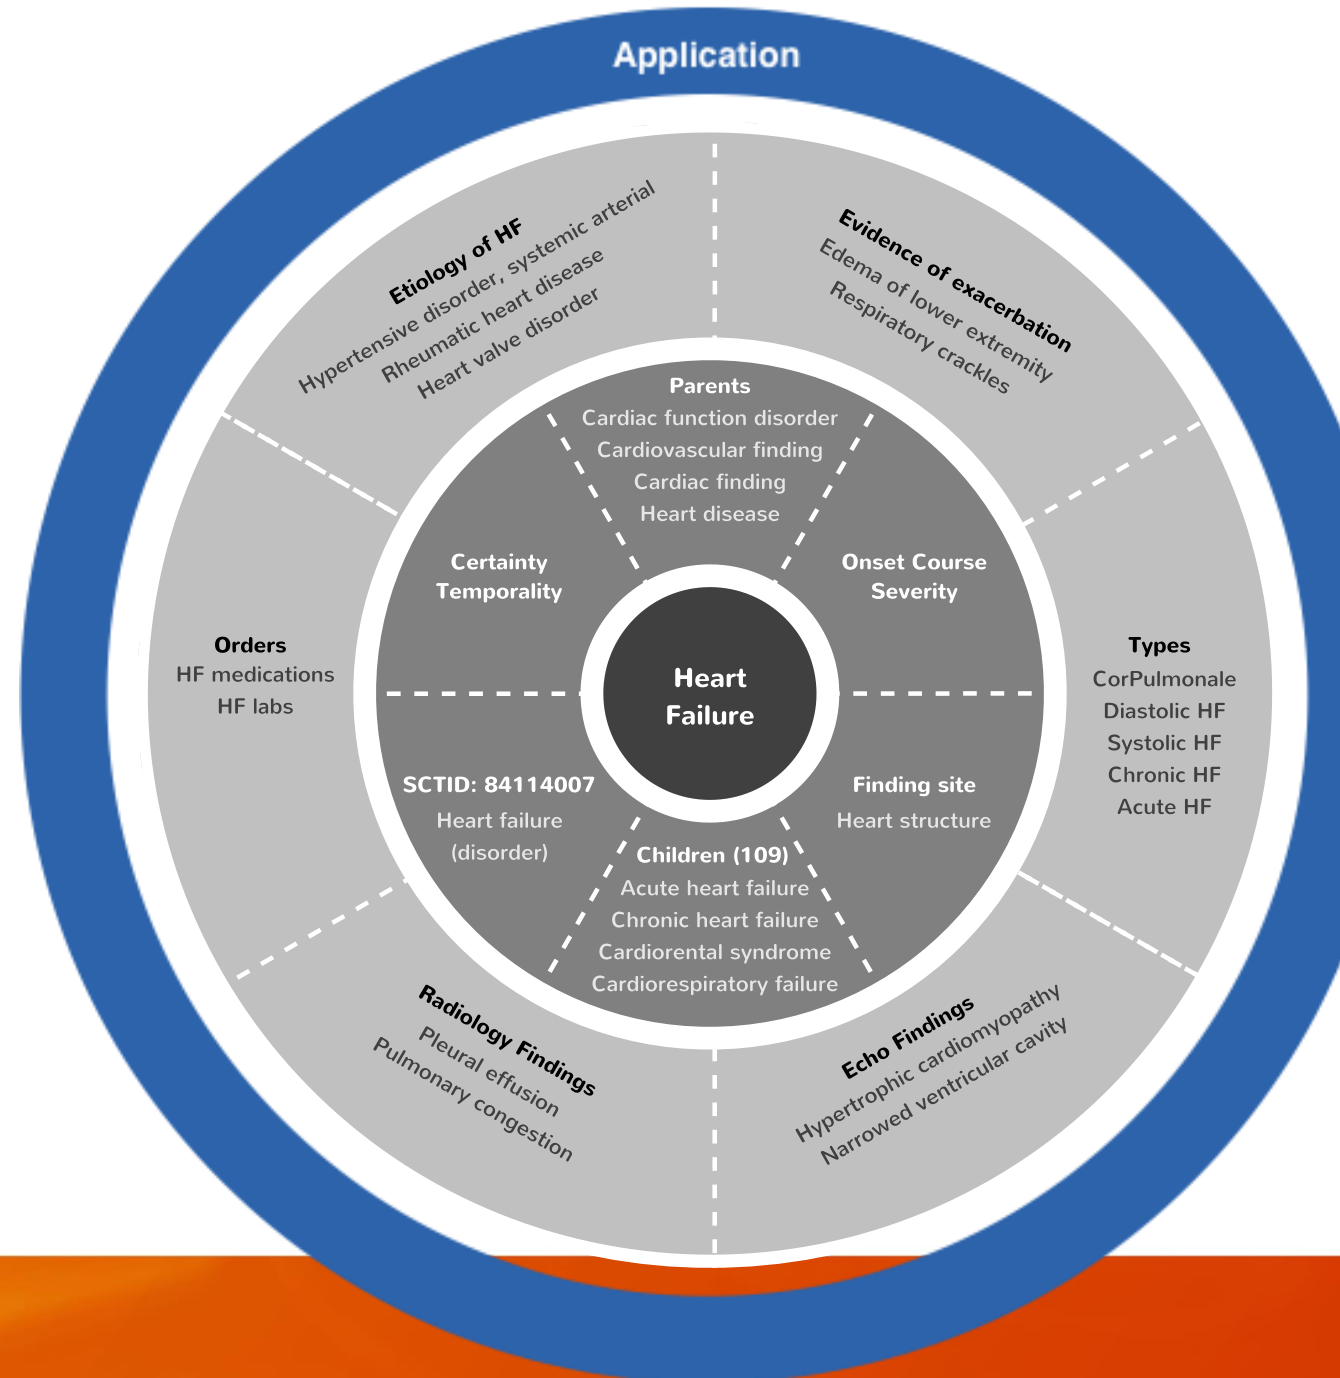 Application
Etiology of HF
Hypertensive disorder, systemic arterial
Rheumatic heart disease
Heart valve disorder
Evidence of exacerbation
Edema of lower extremity
Respiratory crackles
Parents
Cardiac function disorder
Cardiovascular finding
Cardiac finding
Heart disease
Certainty
Temporality
Onset Course
Severity
Orders
HF medications
HF labs
Heart
Failure
Types
CorPulmonale
Diastolic HF
Systolic HF
Chronic HF
Acute HF
SCTID: 84114007
Heart failure
(disorder)
Finding site
Heart structure
Children (109)
Acute heart failure
Chronic heart failure
Cardiorental syndrome
Cardiorespiratory failure
Radiology Findings
Pleural effusion
Pulmonary congestion
Echo Findings
Hypertrophic cardiomyopathy
Narrowed ventricular cavity